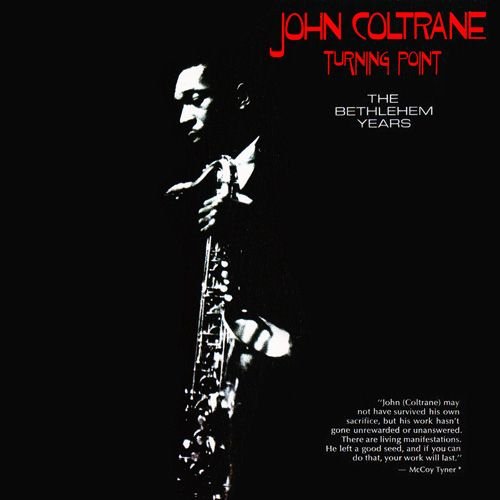 JOHN COLTRANE
TURNING POINT
THE
BETHLEHEM
YEARS
"John (Coltrane) may
not have survived his own
sacrifice, but his work hasn't
gone unrewarded or unanswered.
There are living manifestations.
He left a good seed, and if you can
do that, your work will last."
— McCoy Tyner *